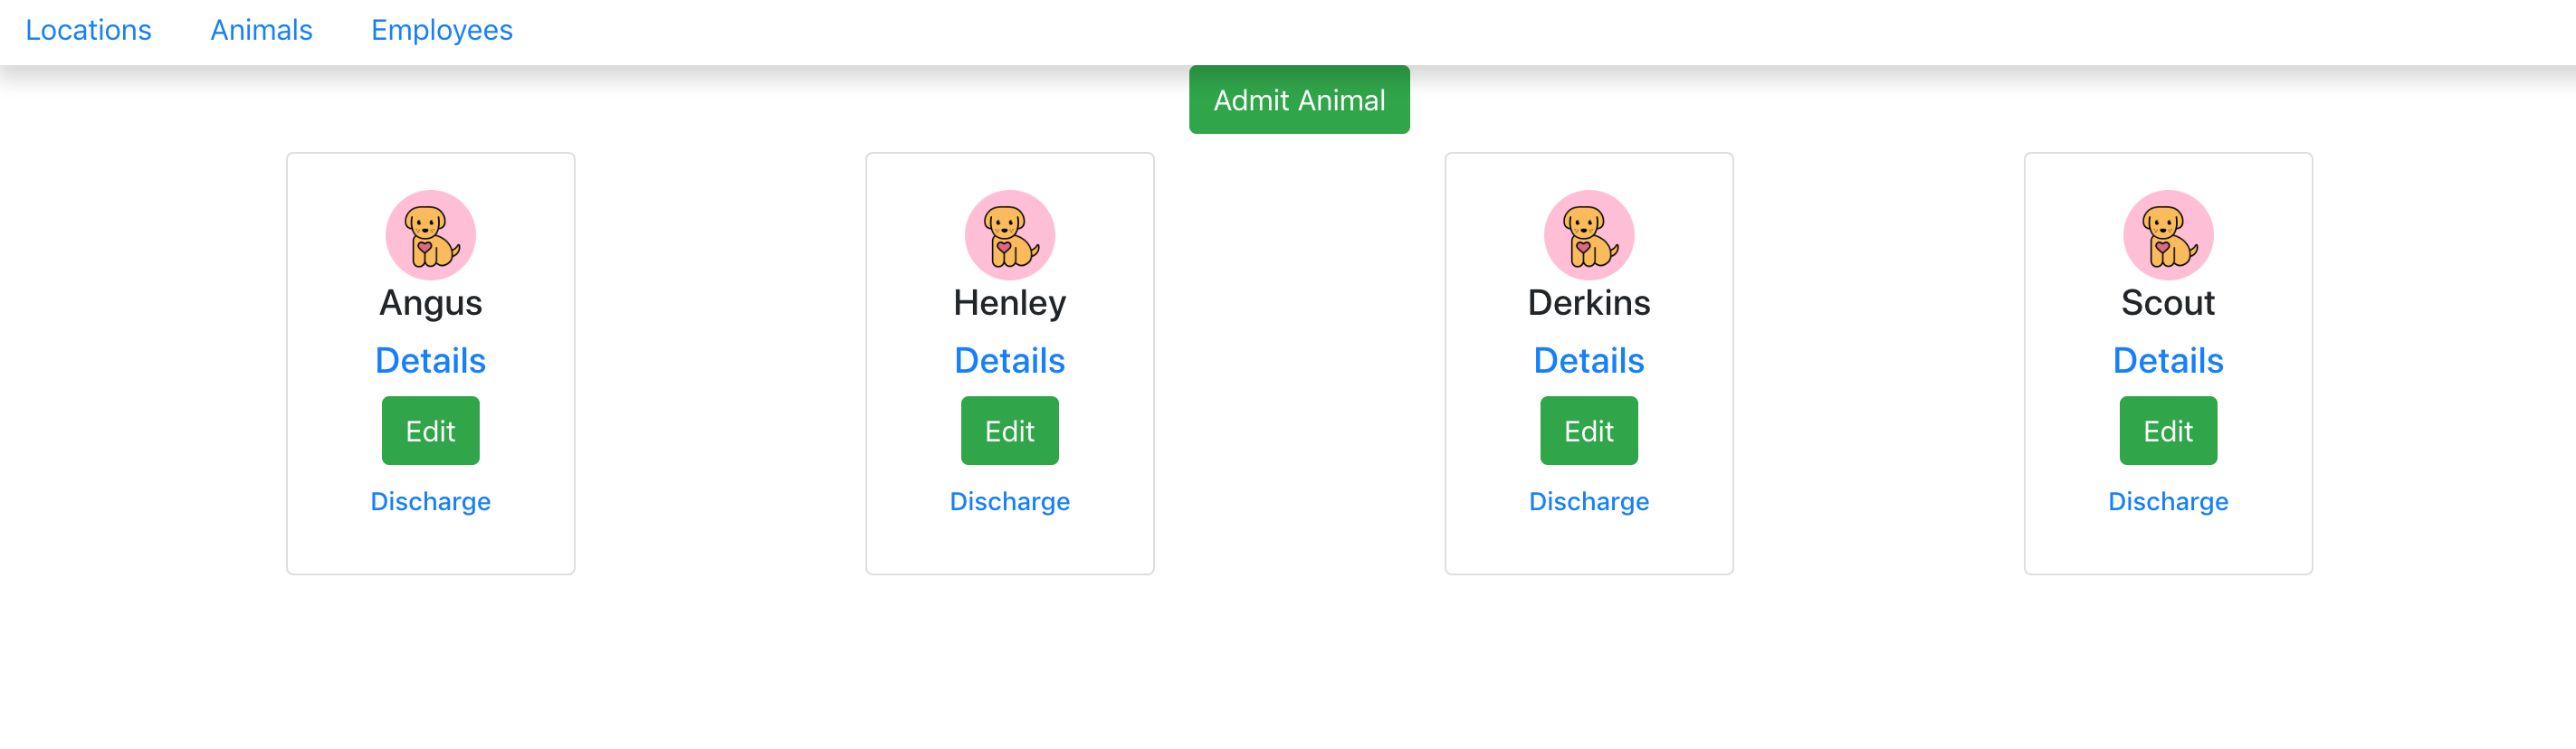 Locations Animals Employees
Admit Animal
Angus Henley Derkins Scout
Details Details Details Details
Edit Edit Edit Edit
Discharge Discharge Discharge Discharge